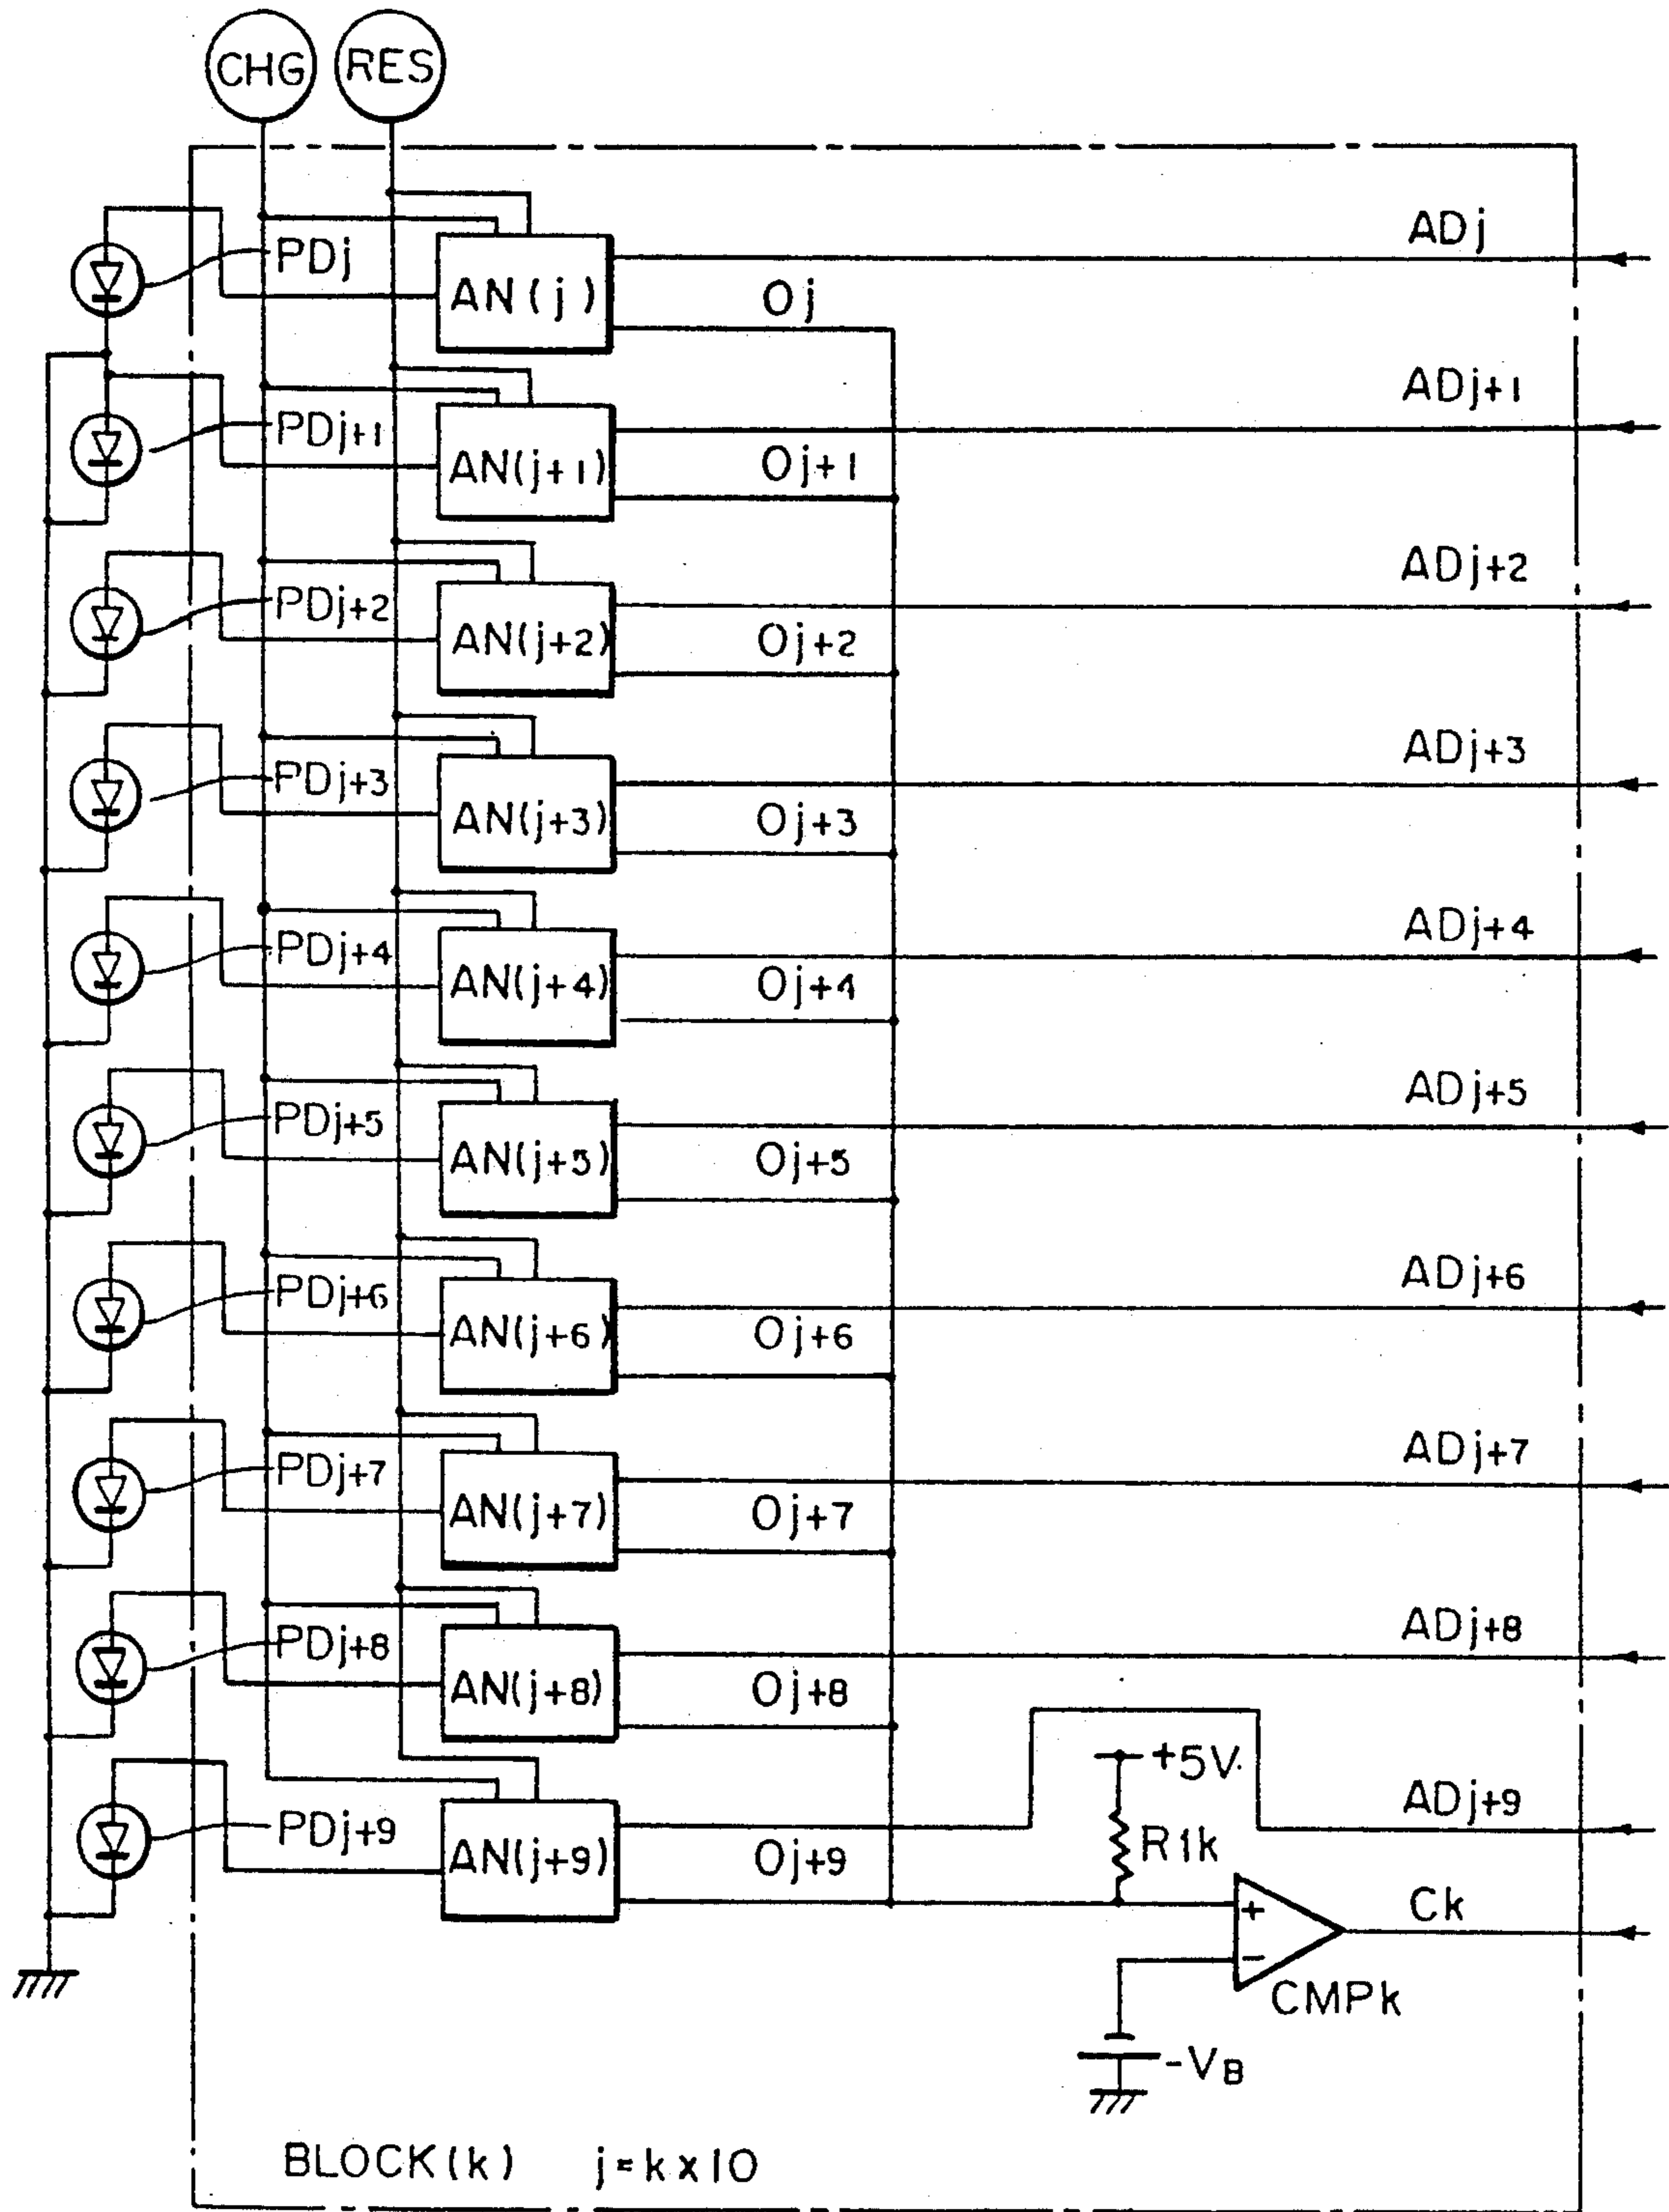 CHG RES
ADj
PDj
AN(j)
Oj
ADj+1
PDj+1
AN(j+1)
Oj+1
ADj+2
PDj+2
AN(j+2)
Oj+2
ADj+3
PDj+3
AN(j+3)
Oj+3
ADj+4
PDj+4
AN(j+4)
Oj+4
ADj+5
PDj+5
AN(j+5)
Oj+5
ADj+6
PDj+6
AN(j+6)
Oj+6
ADj+7
PDj+7
AN(j+7)
Oj+7
ADj+8
PDj+8
AN(j+8)
Oj+8
+5V
ADj+9
PDj+9
R1k
AN(j+9)
Oj+9
Ck
+
-
CMPk
-VB
BLOCK(k) j=k×10